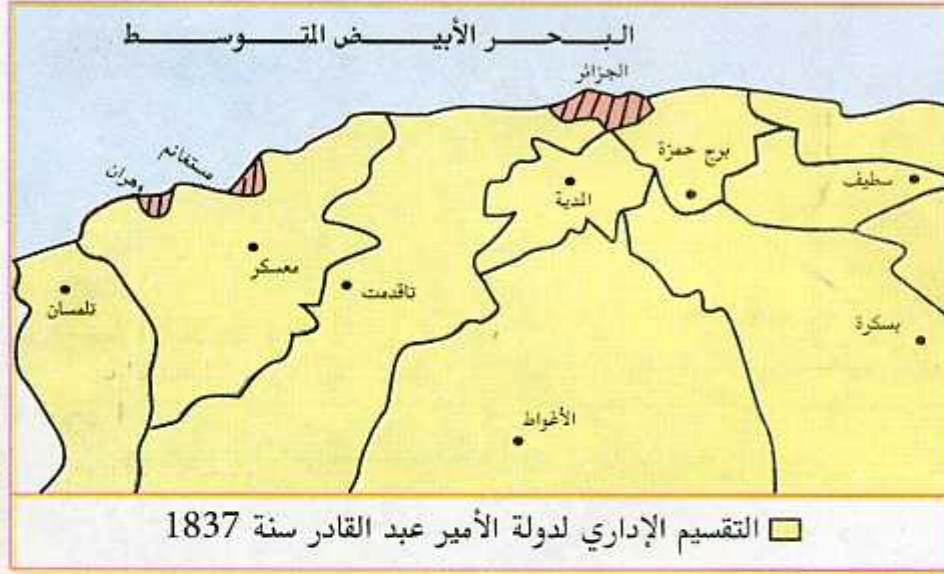 البحر الأبيض المتوسط
الجزائر
برج حمزة
سطيف
المدية
مستغانم
وهران
معسكر
تاقدمت
تلمسان
بسكرة
الأغواط
التقسيم الإداري لدولة الأمير عبد القادر سنة 1837